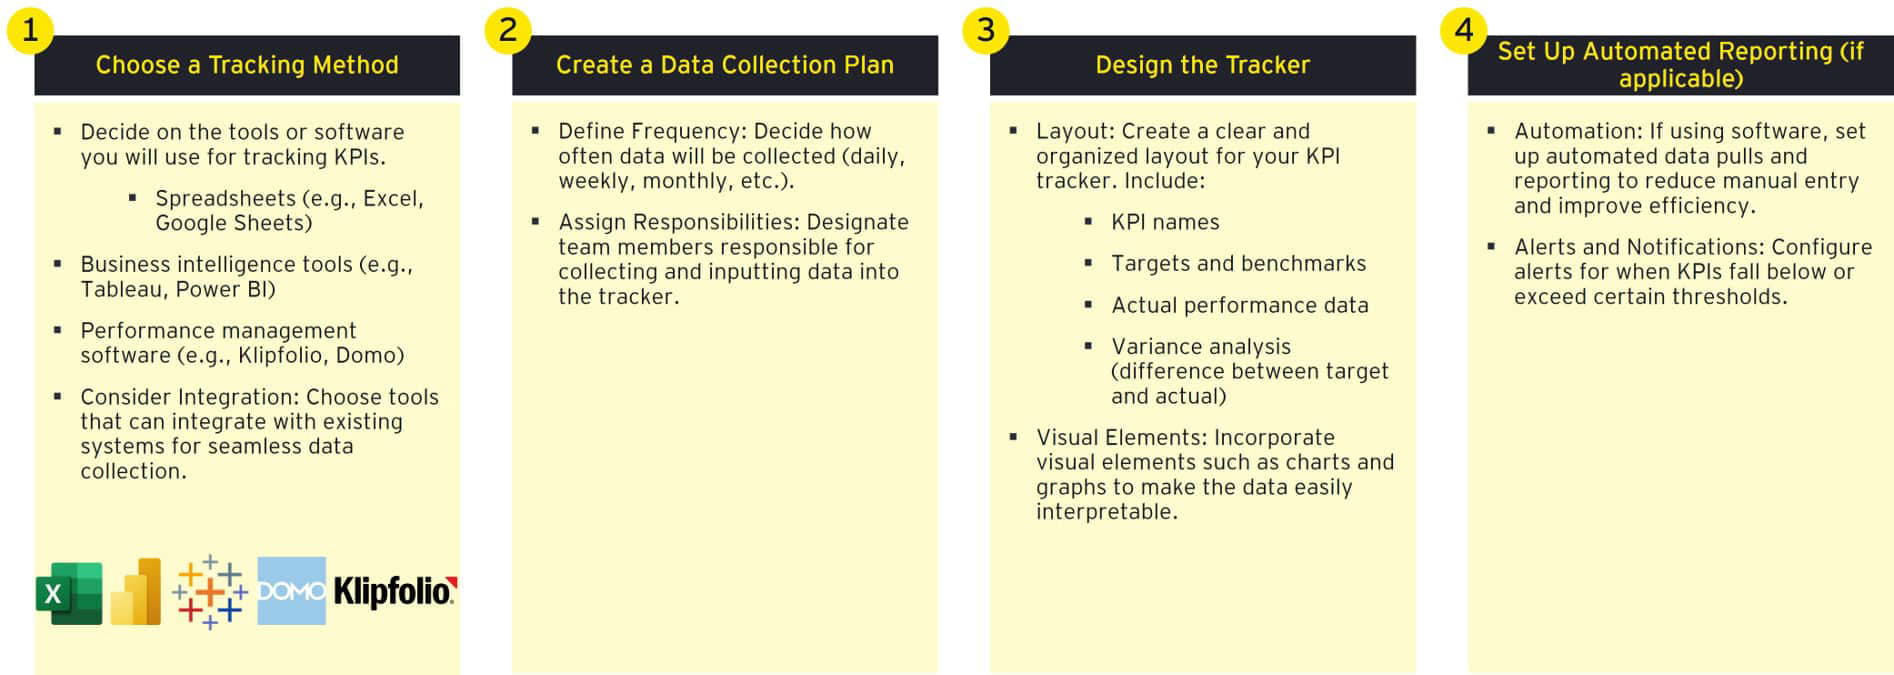 1
Choose a Tracking Method
▪ Decide on the tools or software
you will use for tracking KPIs.
▪ Spreadsheets (e.g., Excel,
Google Sheets)
▪ Business intelligence tools (e.g.,
Tableau, Power BI)
▪ Performance management
software (e.g., Klipfolio, Domo)
▪ Consider Integration: Choose tools
that can integrate with existing
systems for seamless data
collection.
X
DOMO
Klipfolio
2
Create a Data Collection Plan
▪ Define Frequency: Decide how
often data will be collected (daily,
weekly, monthly, etc.).
▪ Assign Responsibilities: Designate
team members responsible for
collecting and inputting data into
the tracker.
3
Design the Tracker
▪ Layout: Create a clear and
organized layout for your KPI
tracker. Include:
▪ KPI names
▪ Targets and benchmarks
▪ Actual performance data
▪ Variance analysis
(difference between target
and actual)
▪ Visual Elements: Incorporate
visual elements such as charts and
graphs to make the data easily
interpretable.
4
Set Up Automated Reporting (if
applicable)
▪ Automation: If using software, set
up automated data pulls and
reporting to reduce manual entry
and improve efficiency.
▪ Alerts and Notifications: Configure
alerts for when KPIs fall below or
exceed certain thresholds.